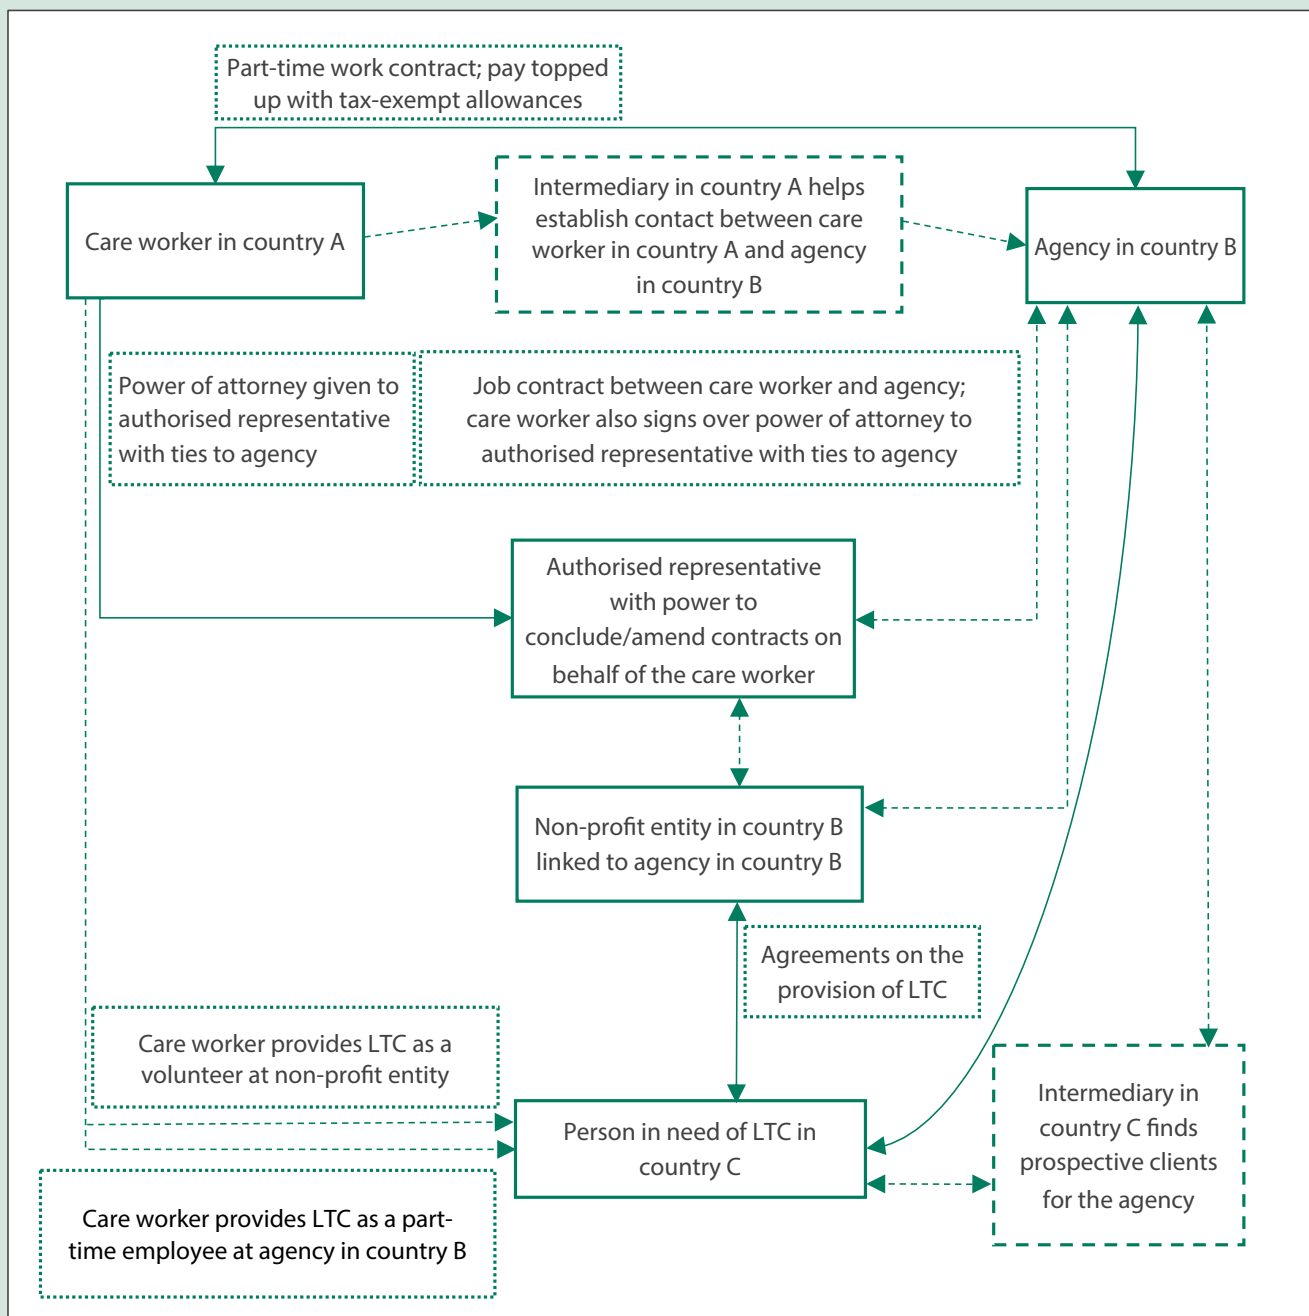 Part-time work contract; pay topped
up with tax-exempt allowances
Care worker in country A
Intermediary in country A helps
establish contact between care
worker in country A and agency
in country B
Agency in country B
Power of attorney given to
authorised representative
with ties to agency
Job contract between care worker and agency;
care worker also signs over power of attorney to
authorised representative with ties to agency
Authorised representative
with power to
conclude/amend contracts on
behalf of the care worker
Non-profit entity in country B
linked to agency in country B
Agreements on the
provision of LTC
Care worker provides LTC as a
volunteer at non-profit entity
Person in need of LTC in
country C
Intermediary in
country C finds
prospective clients
for the agency
Care worker provides LTC as a part-
time employee at agency in country B